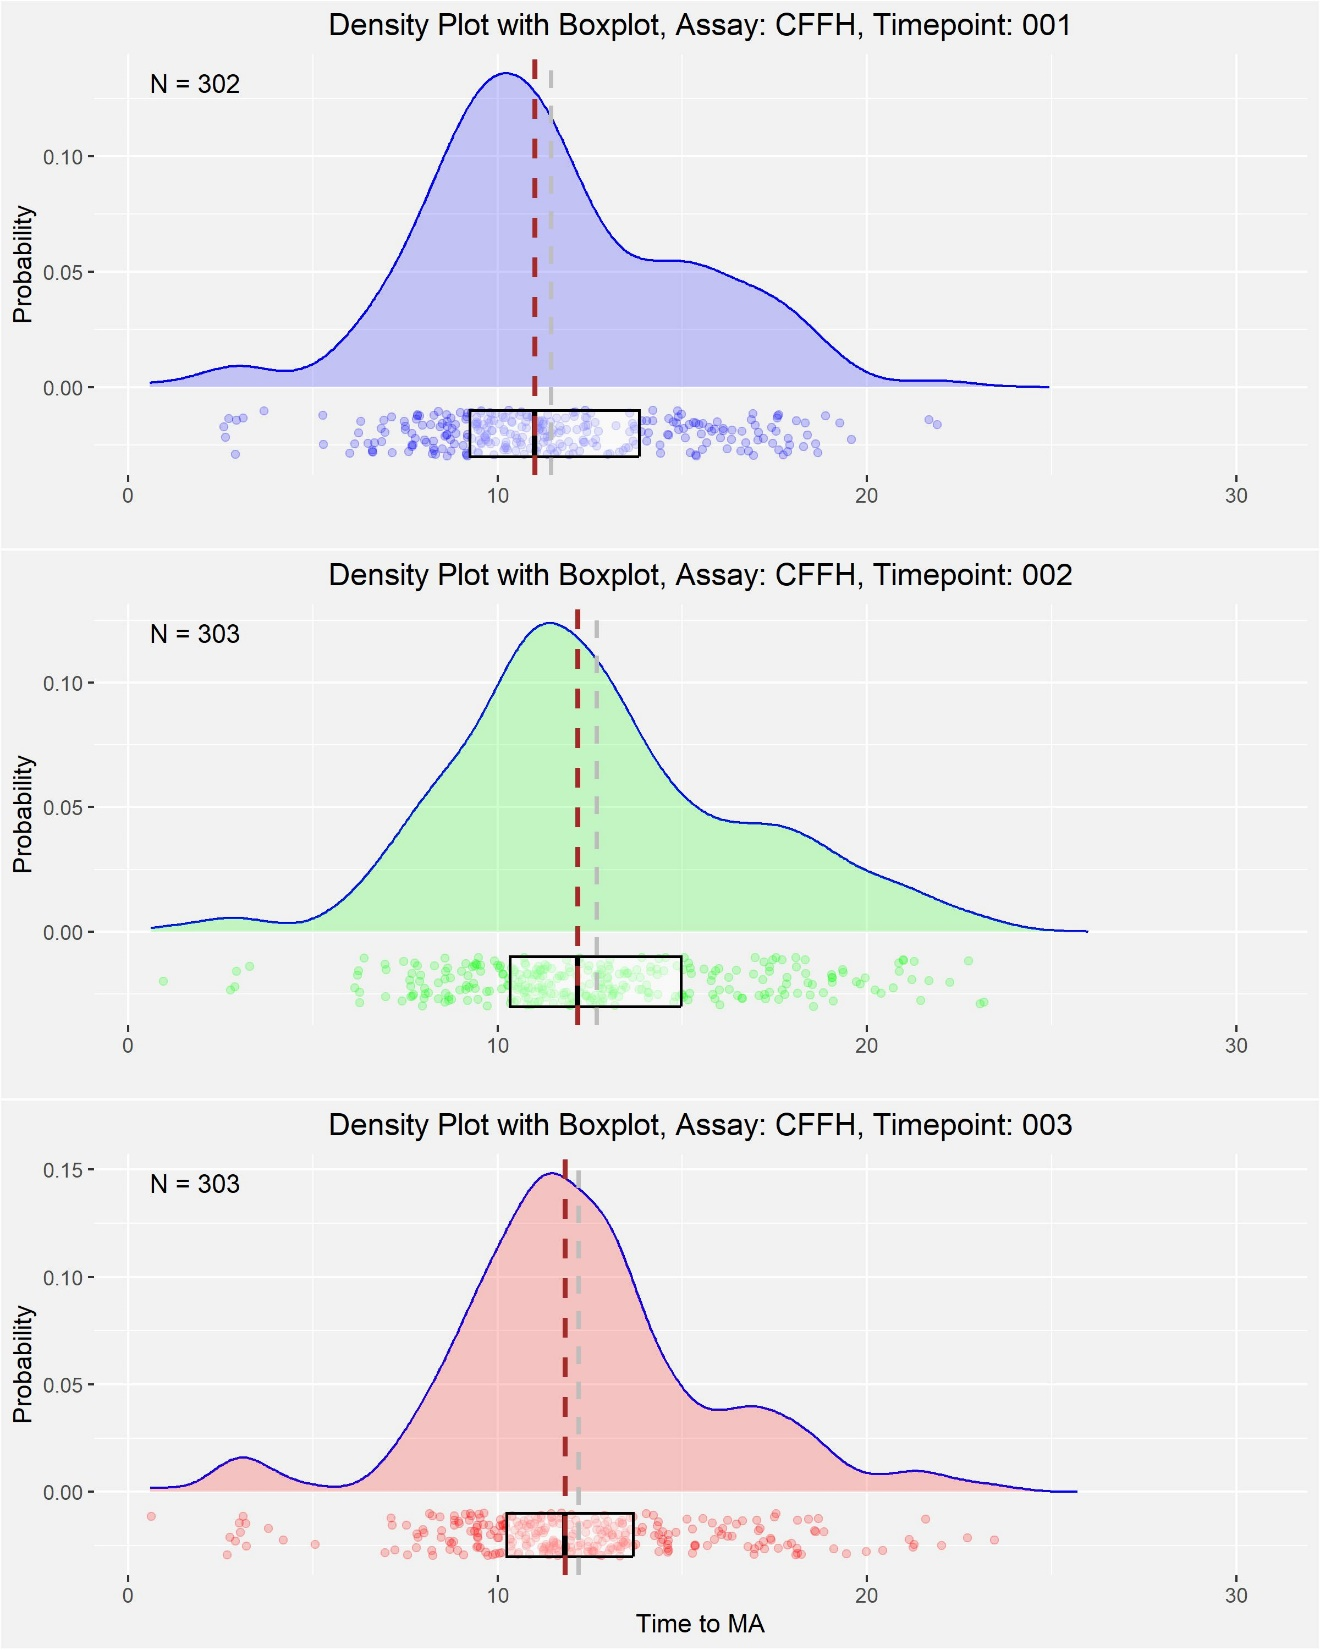 Density Plot with Boxplot, Assay: CFFH, Timepoint: 001
N = 302
Probability
0.10
0.05
0.00
0 10 20 30
Density Plot with Boxplot, Assay: CFFH, Timepoint: 002
N = 303
Probability
0.10
0.05
0.00
0 10 20 30
Density Plot with Boxplot, Assay: CFFH, Timepoint: 003
0.15
N = 303
Probability
0.10
0.05
0.00
0 10 20 30
Time to MA